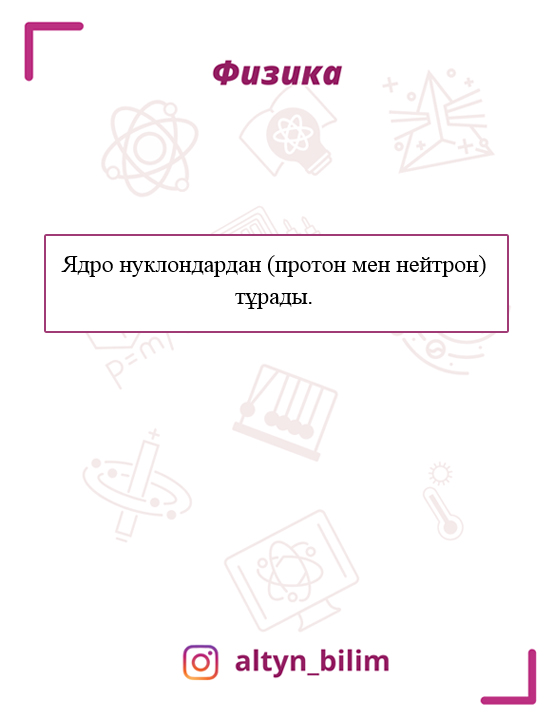 Физика
Ядро нуклондардан (протон мен нейтрон)
тұрады.
p=m
altyn_bilim